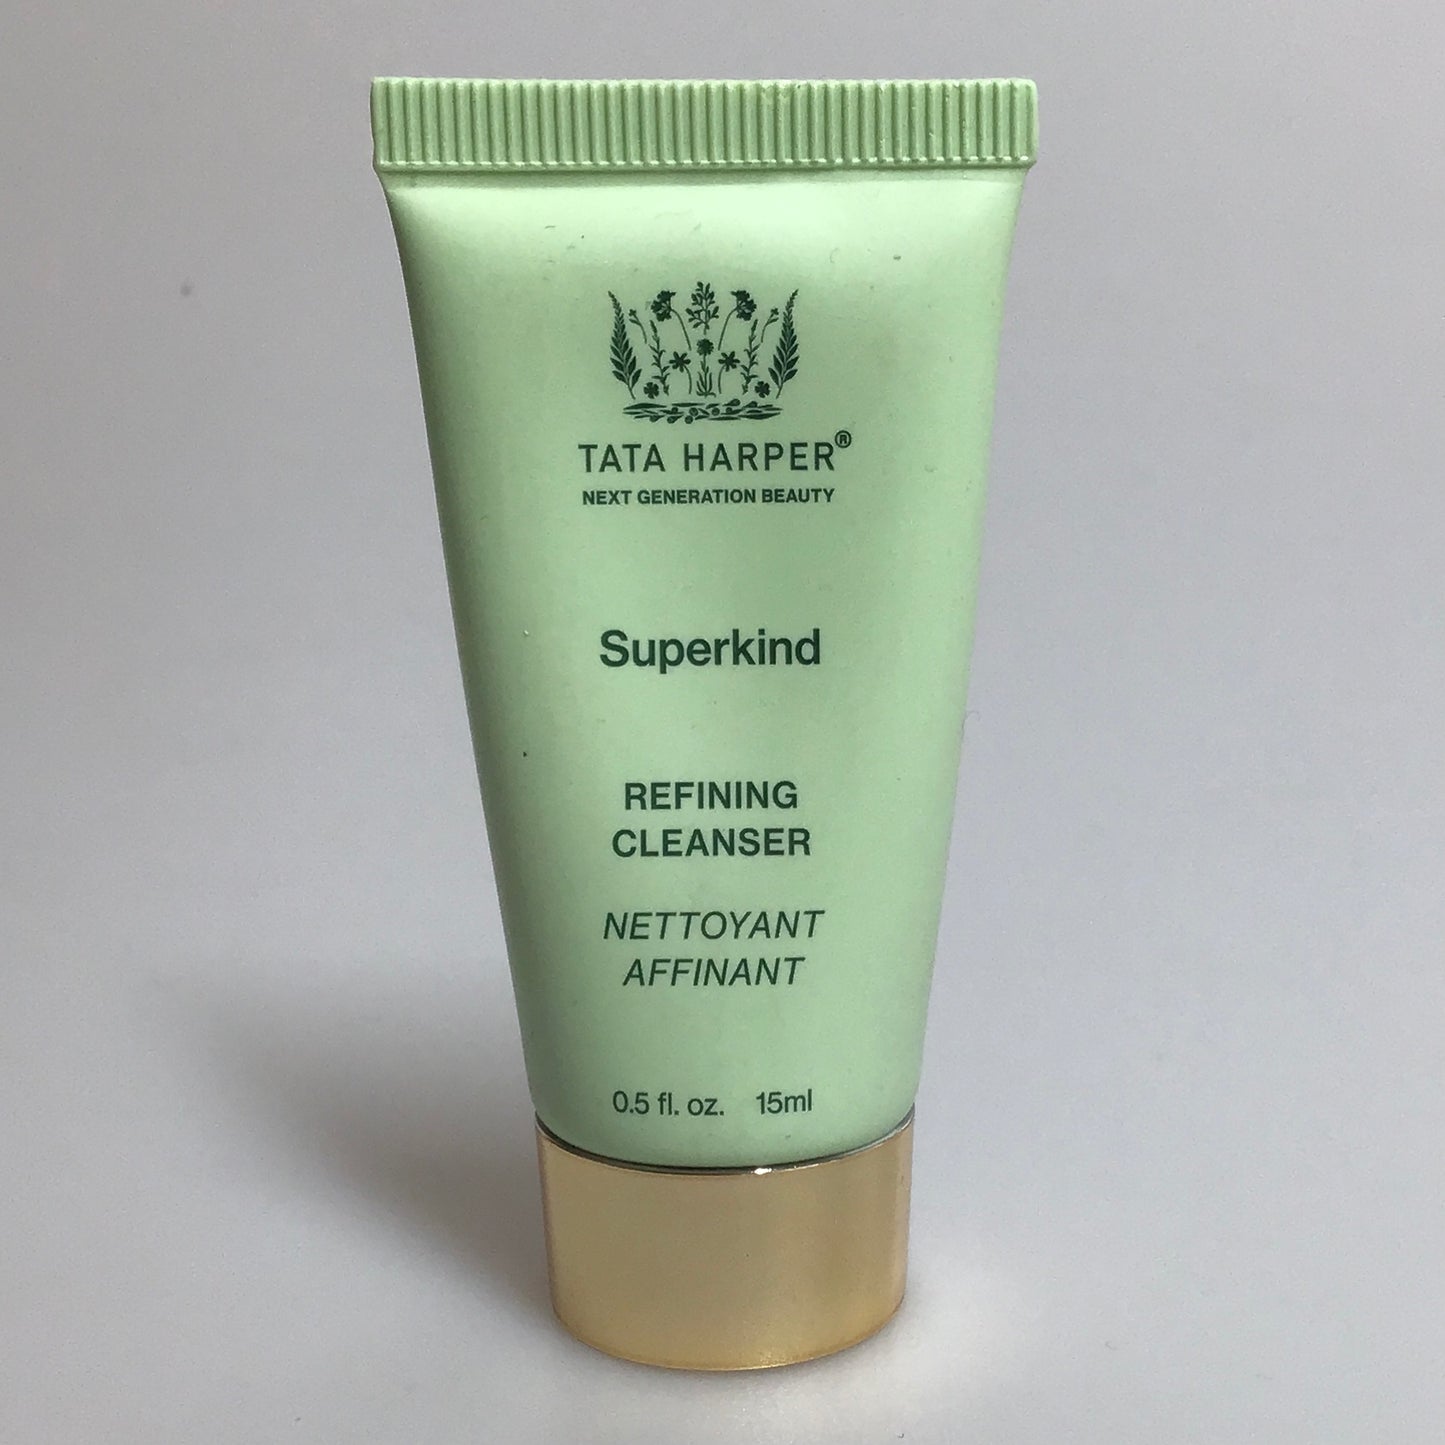 TATA HARPER®
NEXT GENERATION BEAUTY
Superkind
REFINING
CLEANSER
NETTOYANT
AFFINANT
0.5 fl. oz. 15ml